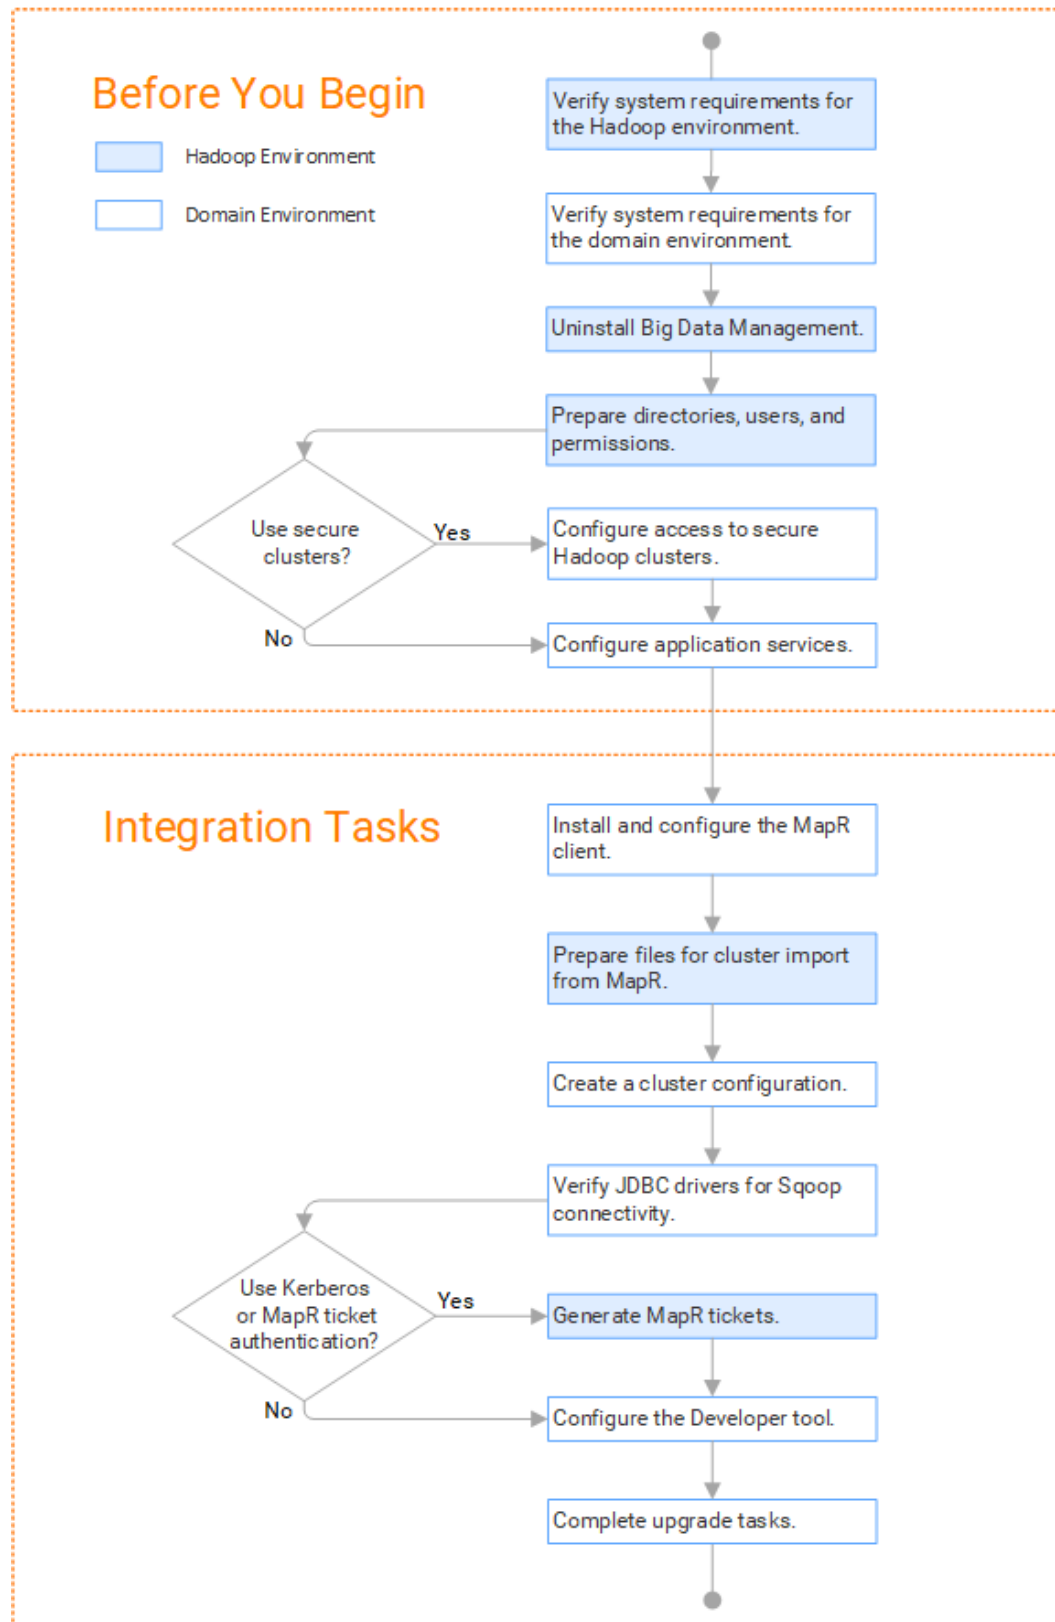 Before You Begin
Hadoop Environment
Domain Environment
Verify system requirements for
the Hadoop environment.
Verify system requirements for
the domain environment.
Uninstall Big Data Management.
Prepare directories, users, and
permissions.
Use secure
clusters?
Yes
Configure access to secure
Hadoop clusters.
No
Configure application services.
Integration Tasks
Install and configure the MapR
client.
Prepare files for cluster import
from MapR.
Create a cluster configuration.
Verify JDBC drivers for Sqoop
connectivity.
Use Kerberos
or MapR ticket
authentication?
Yes
Generate MapR tickets.
No
Configure the Developer tool.
Complete upgrade tasks.